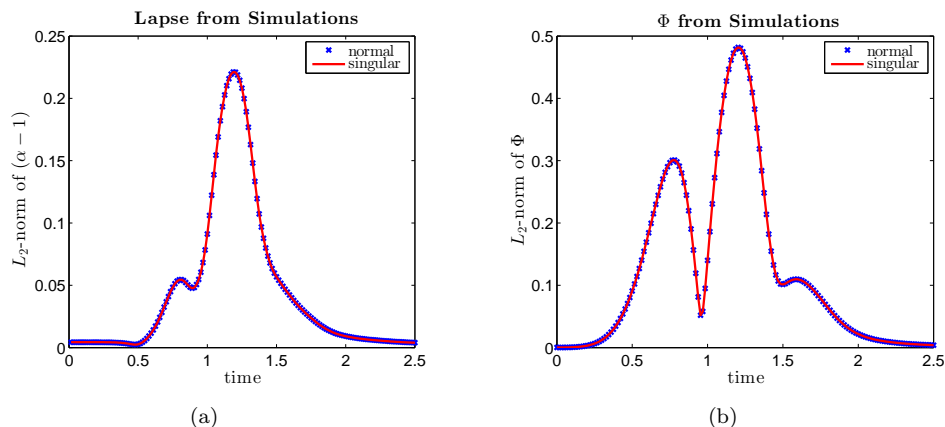 Lapse from Simulations
0.25
0.2
0.15
0.1
0.05
0
L₂-norm of (α − 1)
normal
singular
0 0.5 1 1.5 2 2.5
time
(a)
Φ from Simulations
0.5
0.4
0.3
0.2
0.1
0
L₂-norm of Φ
normal
singular
0 0.5 1 1.5 2 2.5
time
(b)